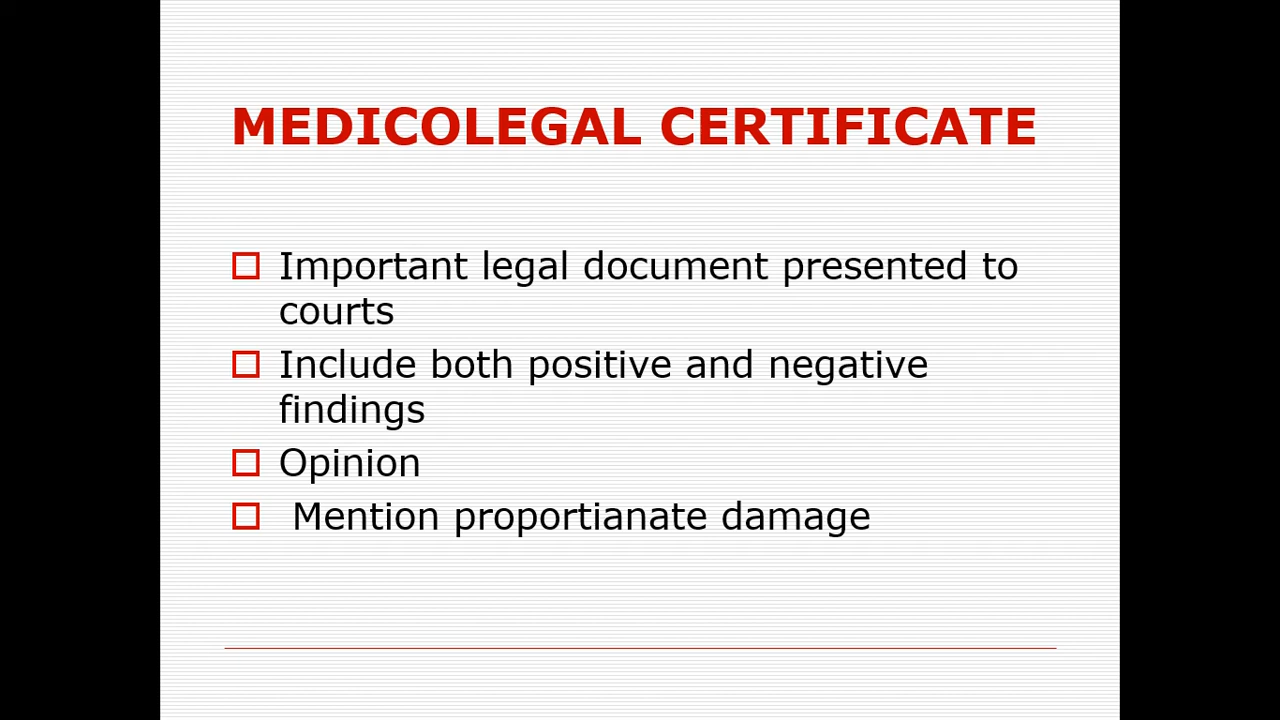 MEDICOLEGAL CERTIFICATE
Important legal document presented to
courts
Include both positive and negative
findings
Opinion
Mention proportianate damage